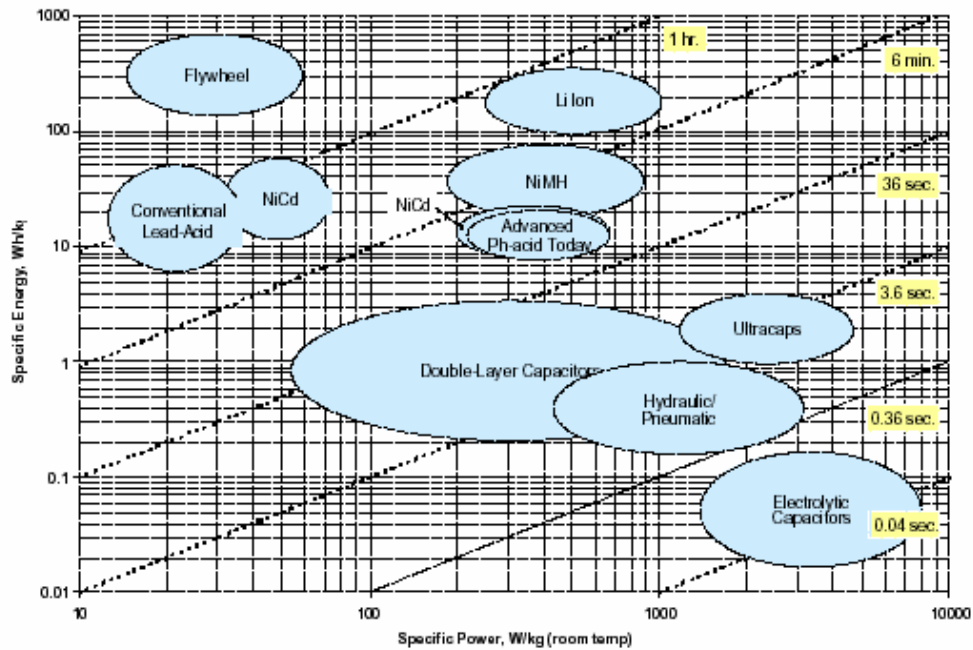 1000
100
10
1
0.1
0.01
Specific Energy, Wh/k
Flywheel
Li Ion
1 hr.
6 min.
NiCd
Conventional
Lead-Acid
NiMH
NiCd
Advanced
Ph-acid Today
36 sec.
3.6 sec.
Ultracaps
Double-Layer Capacitors
Hydraulic/
Pneumatic
0.36 sec.
Electrolytic
Capacitors
0.04 sec.
10
100
1000
10000
Specific Power, W/kg (room temp)